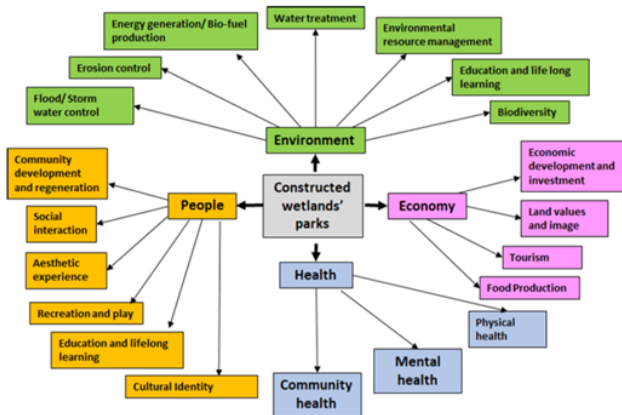 Energy generation/ Bio-fuel
production
Water treatment
Environmental
resource management
Erosion control
Education and life long
learning
Flood/ Storm
water control
Biodiversity
Environment
Community
development
and regeneration
Economic
development and
investment
People
Constructed
wetlands'
parks
Economy
Social
interaction
Land values
and image
Aesthetic
experience
Tourism
Health
Food Production
Recreation and play
Physical
health
Education and lifelong
learning
Mental
health
Cultural Identity
Community
health